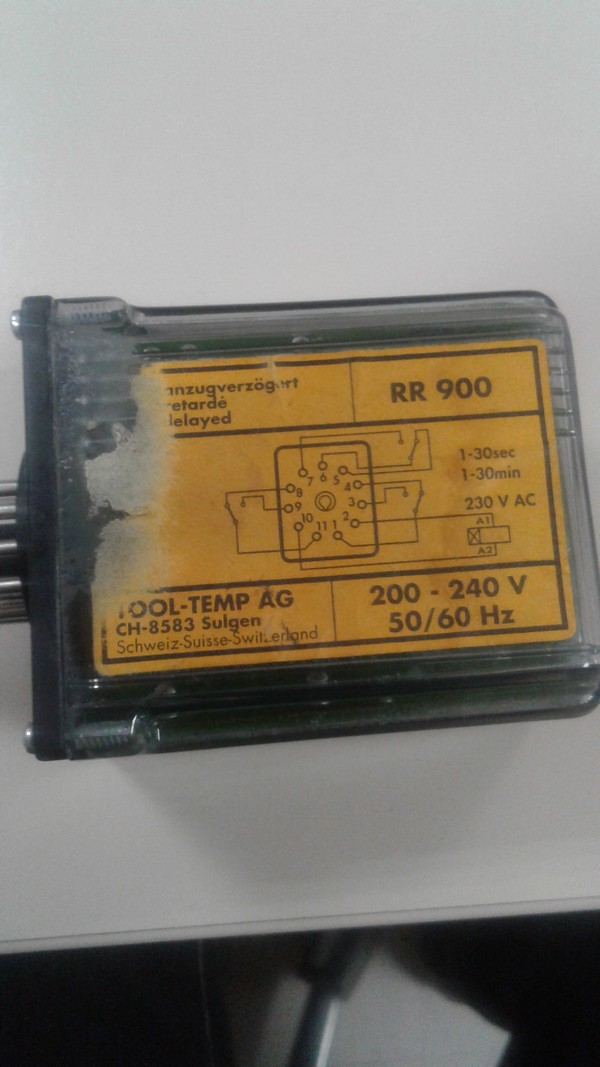 anzugverzögert
retardé
delayed
RR 900
1-30sec
1-30min
230 V AC
7 6 5
8 4
9 3
10 2
11 1
A1
A2
TOOL-TEMP AG
CH-8583 Sulgen
Schweiz-Suisse-Switzerland
200 - 240 V
50/60 Hz